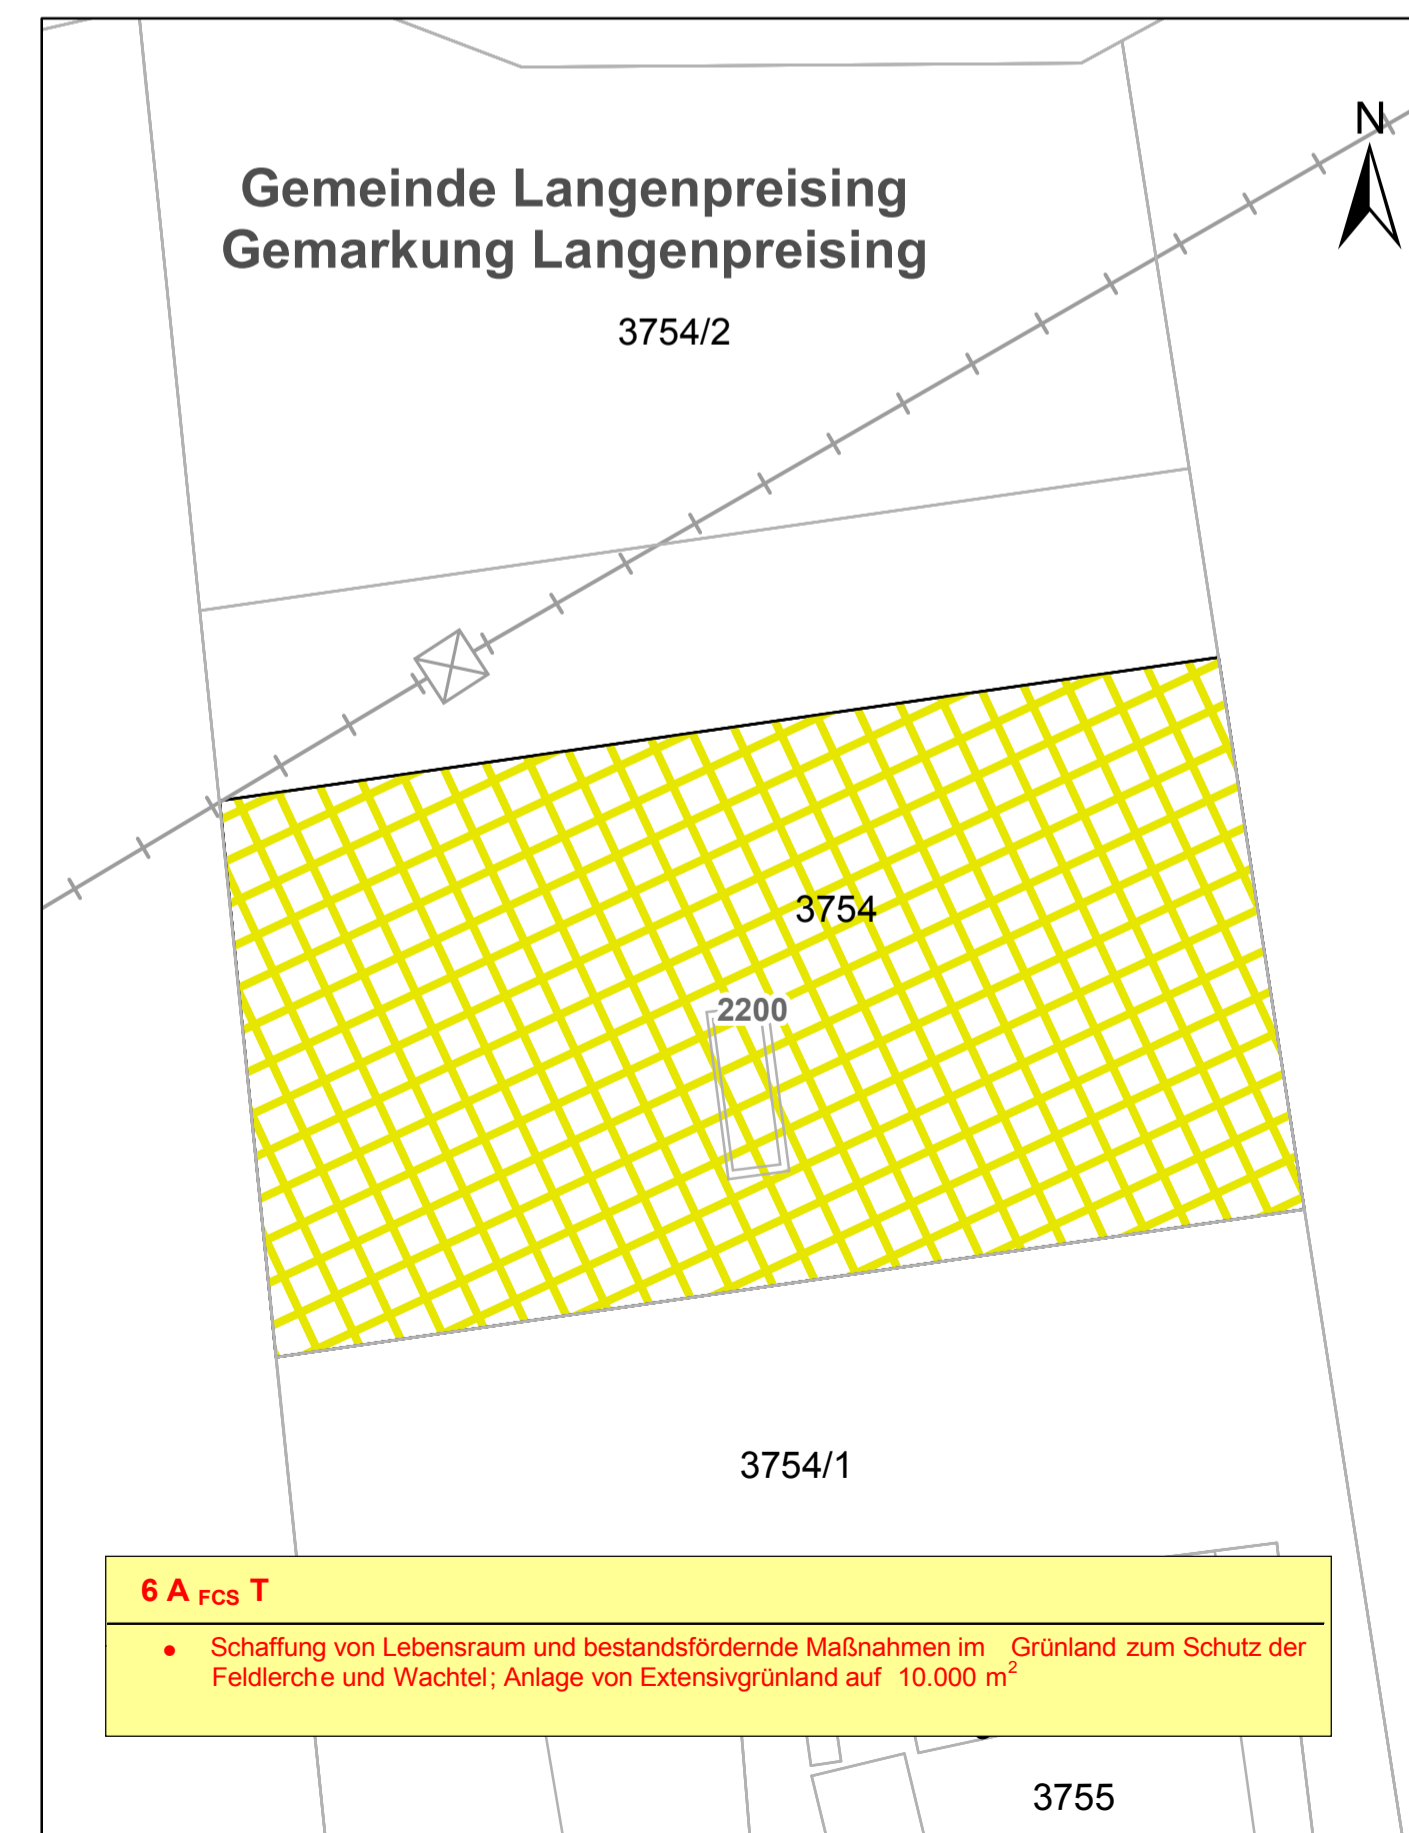 N
Gemeinde Langenpreising
Gemarkung Langenpreising
3754/2
3754
2200
3754/1
6 A FCS T
• Schaffung von Lebensraum und bestandsfördernde Maßnahmen im Grünland zum Schutz der
Feldlerche und Wachtel; Anlage von Extensivgrünland auf 10.000 m²
3755